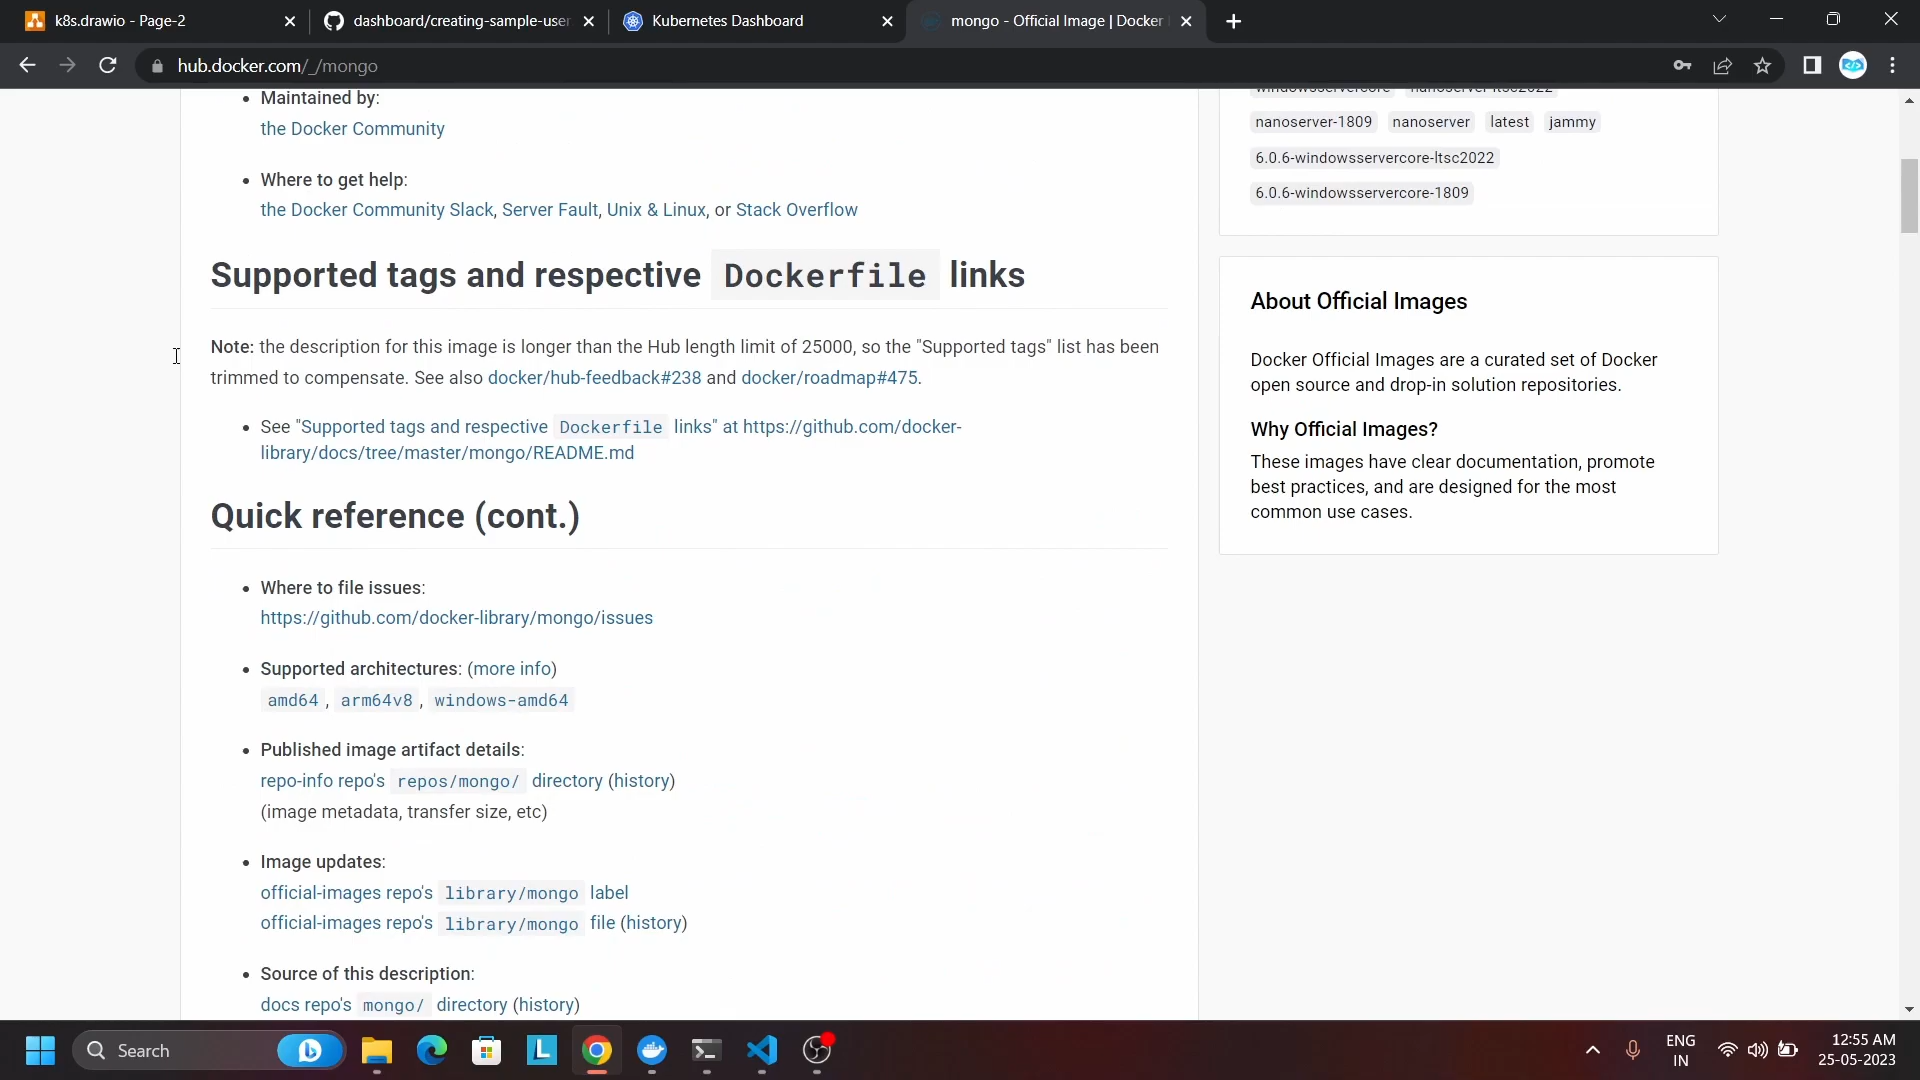 k8s.drawio - Page-2
dashboard/creating-sample-user
Kubernetes Dashboard
mongo - Official Image | Docker
hub.docker.com/_/mongo
Maintained by:
the Docker Community
Where to get help:
the Docker Community Slack, Server Fault, Unix & Linux, or Stack Overflow
Supported tags and respective Dockerfile links
Note: the description for this image is longer than the Hub length limit of 25000, so the "Supported tags" list has been
trimmed to compensate. See also docker/hub-feedback#238 and docker/roadmap#475.
See "Supported tags and respective Dockerfile links" at https://github.com/docker-
library/docs/tree/master/mongo/README.md
Quick reference (cont.)
Where to file issues:
https://github.com/docker-library/mongo/issues
Supported architectures: (more info)
amd64 , arm64v8 , windows-amd64
Published image artifact details:
repo-info repo's repos/mongo/ directory (history)
(image metadata, transfer size, etc)
Image updates:
official-images repo's library/mongo label
official-images repo's library/mongo file (history)
Source of this description:
docs repo's mongo/ directory (history)
windowsservercore nanoserver-ltsc2022
nanoserver-1809 nanoserver latest jammy
6.0.6-windowsservercore-ltsc2022
6.0.6-windowsservercore-1809
About Official Images
Docker Official Images are a curated set of Docker
open source and drop-in solution repositories.
Why Official Images?
These images have clear documentation, promote
best practices, and are designed for the most
common use cases.
Search
ENG
IN
12:55 AM
25-05-2023